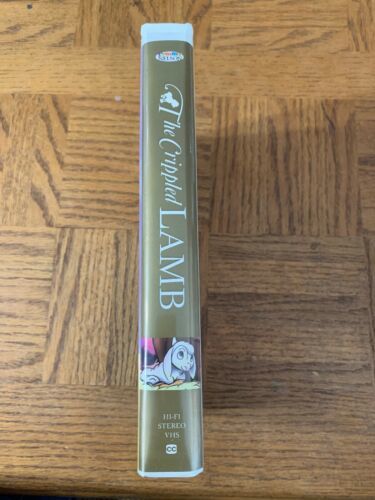 The Crippled
LAMB
HI-FI
STEREO
VHS
CC